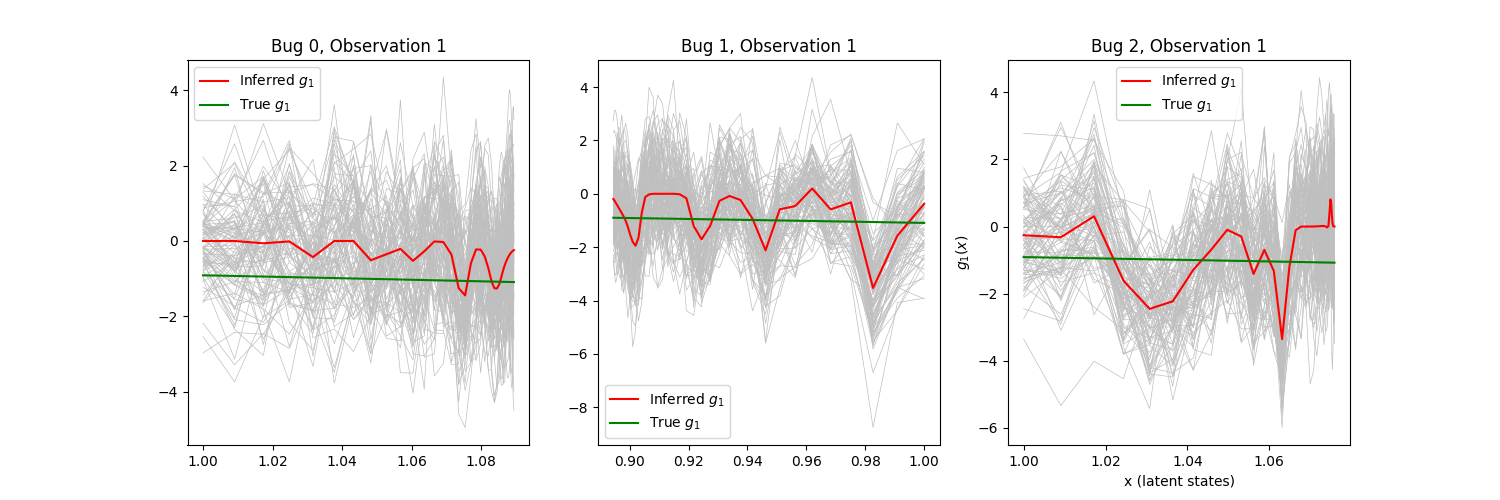 Bug 0, Observation 1
Inferred g₁
True g₁
4
2
0
−2
−4
1.00 1.02 1.04 1.06 1.08
Bug 1, Observation 1
4
2
0
−2
−4
−6
−8
Inferred g₁
True g₁
0.90 0.92 0.94 0.96 0.98 1.00
Bug 2, Observation 1
Inferred g₁
True g₁
g₁(x)
4
2
0
−2
−4
−6
1.00 1.02 1.04 1.06
x (latent states)